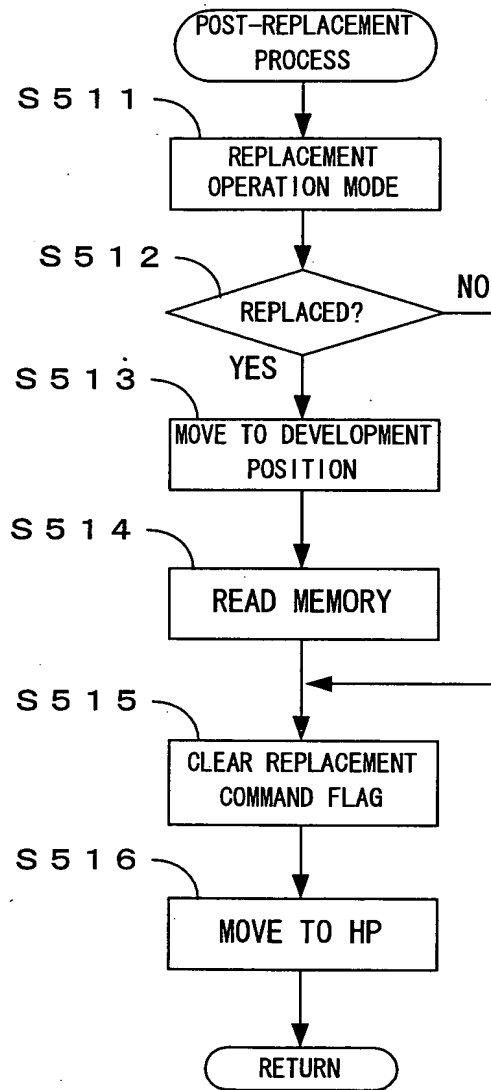 POST-REPLACEMENT
PROCESS
S511
REPLACEMENT
OPERATION MODE
S512
REPLACED?
NO
YES
S513
MOVE TO DEVELOPMENT
POSITION
S514
READ MEMORY
S515
CLEAR REPLACEMENT
COMMAND FLAG
S516
MOVE TO HP
RETURN